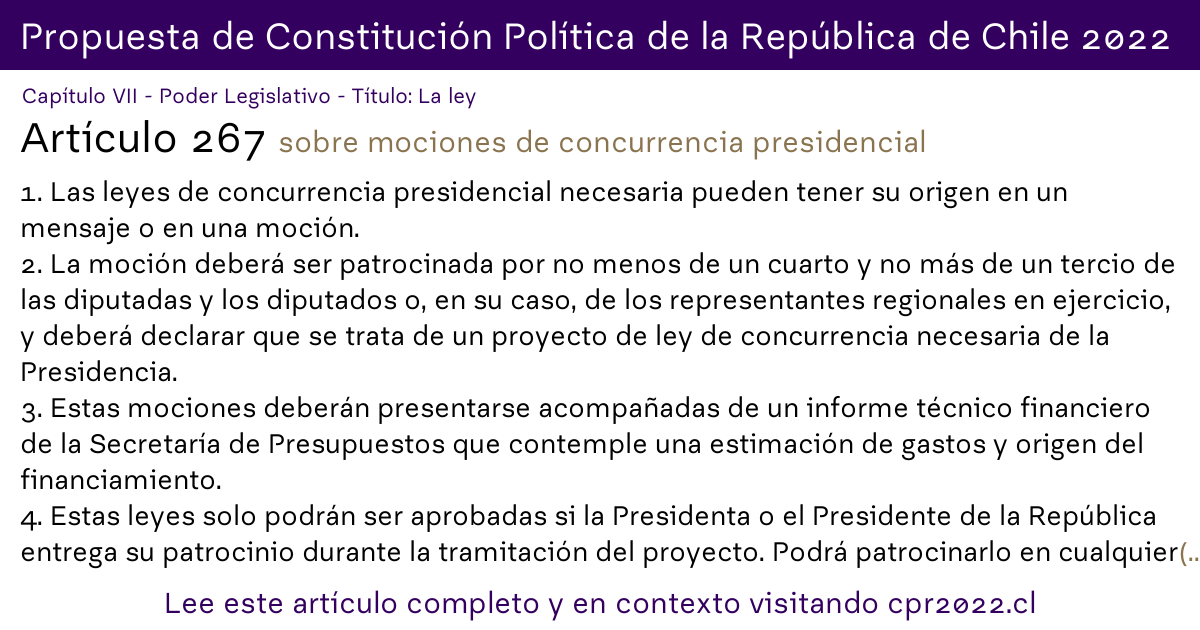 Propuesta de Constitución Política de la República de Chile 2022
Capítulo VII - Poder Legislativo - Título: La ley
Artículo 267 sobre mociones de concurrencia presidencial
1. Las leyes de concurrencia presidencial necesaria pueden tener su origen en un
mensaje o en una moción.
2. La moción deberá ser patrocinada por no menos de un cuarto y no más de un tercio de
las diputadas y los diputados o, en su caso, de los representantes regionales en ejercicio,
y deberá declarar que se trata de un proyecto de ley de concurrencia necesaria de la
Presidencia.
3. Estas mociones deberán presentarse acompañadas de un informe técnico financiero
de la Secretaría de Presupuestos que contemple una estimación de gastos y origen del
financiamiento.
4. Estas leyes solo podrán ser aprobadas si la Presidenta o el Presidente de la República
entrega su patrocinio durante la tramitación del proyecto. Podrá patrocinarlo en cualquier(..
Lee este artículo completo y en contexto visitando cpr2022.cl